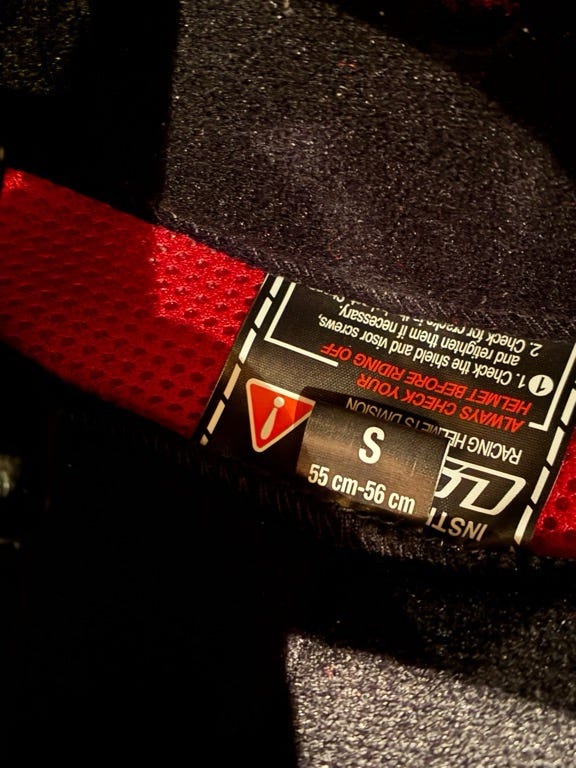 S
55 cm-56 cm
INST
RACING HELMETS DIVISION
ALWAYS CHECK YOUR
HELMET BEFORE RIDING OFF
1 1. Check the shield and visor screws,
and retighten them if necessary.
2. Check for